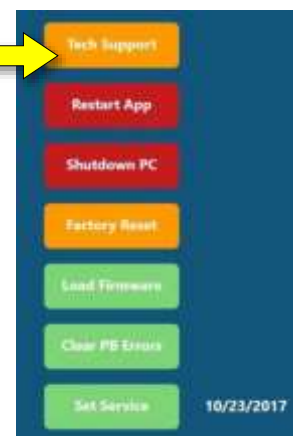 Tech Support
Restart App
Shutdown PC
Factory Reset
Load Firmware
Clear PB Errors
Set Service 10/23/2017